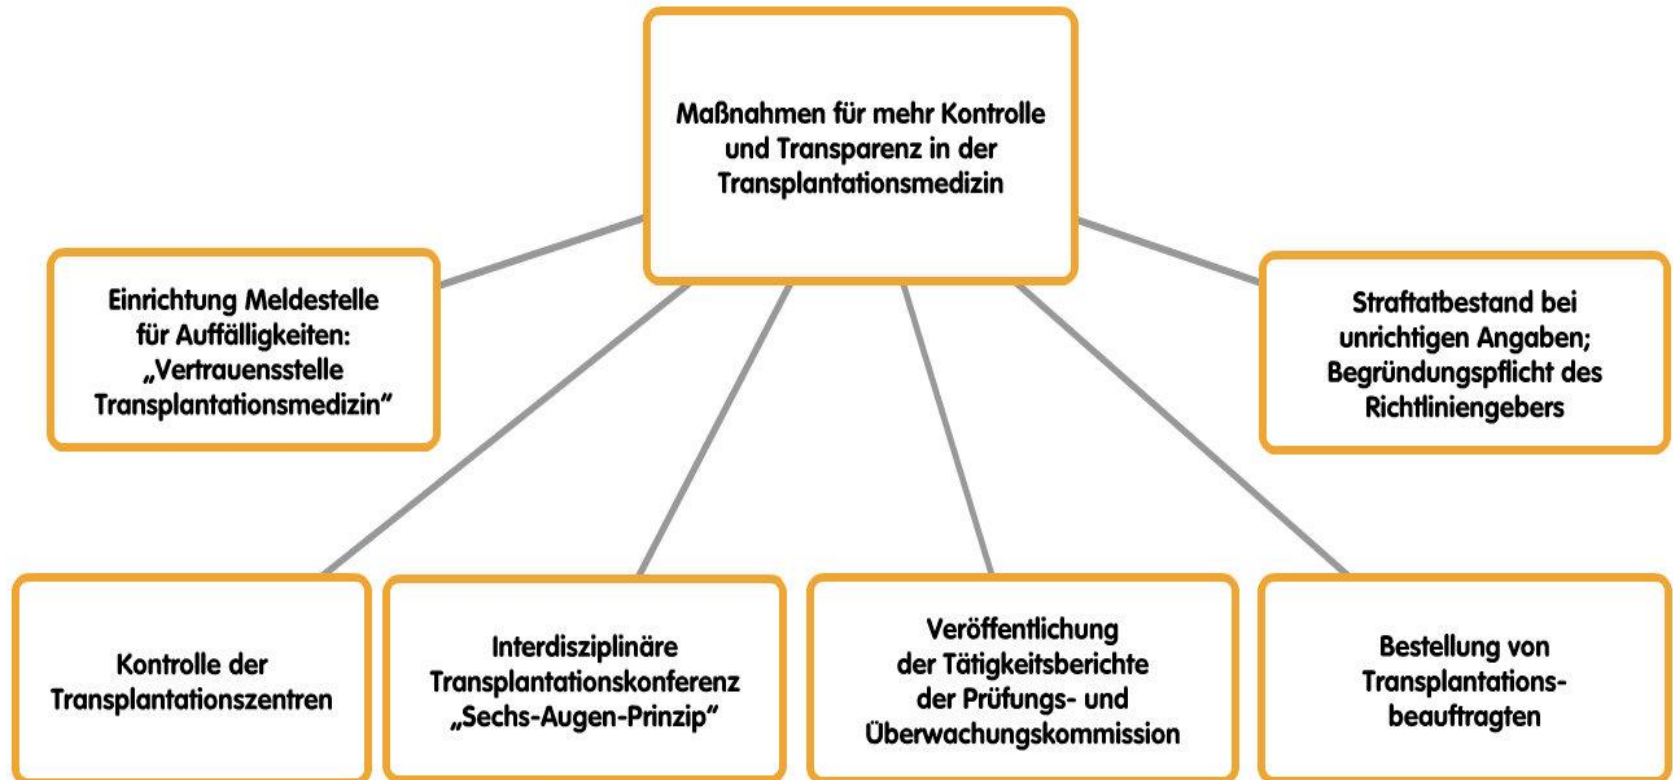 Maßnahmen für mehr Kontrolle
und Transparenz in der
Transplantationsmedizin
Einrichtung Meldestelle
für Auffälligkeiten:
„Vertrauensstelle
Transplantationsmedizin“
Straftatbestand bei
unrichtigen Angaben;
Begründungspflicht des
Richtliniengebers
Kontrolle der
Transplantationszentren
Interdisziplinäre
Transplantationskonferenz
„Sechs-Augen-Prinzip“
Veröffentlichung
der Tätigkeitsberichte
der Prüfungs- und
Überwachungskommission
Bestellung von
Transplantations-
beauftragten